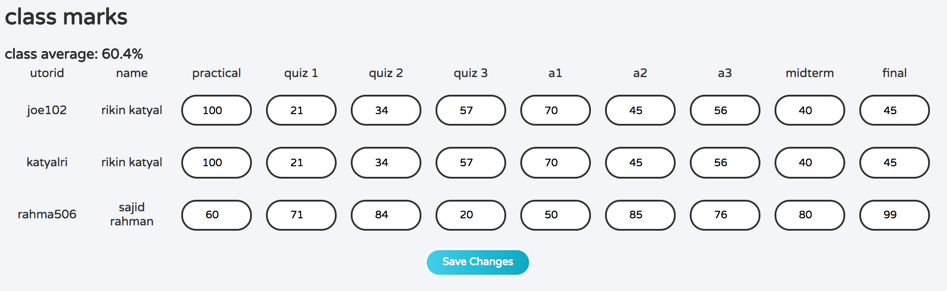 class marks
class average: 60.4%
utorid name practical quiz 1 quiz 2 quiz 3 a1 a2 a3 midterm final
joe102 rikin katyal 100 21 34 57 70 45 56 40 45
katyalri rikin katyal 100 21 34 57 70 45 56 40 45
rahma506 sajid rahman 60 71 84 20 50 85 76 80 99
Save Changes